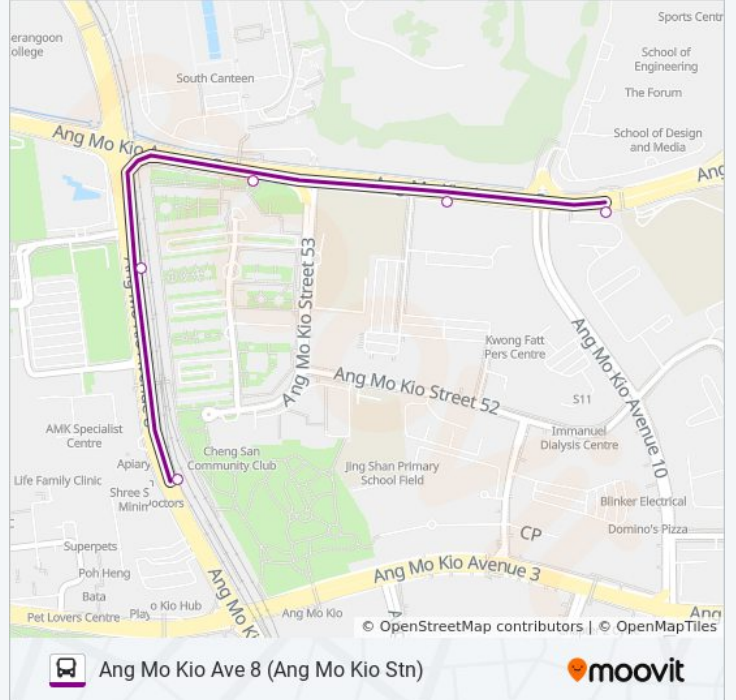 Sports Centr
erangoon
ollege
School of
Engineering
South Canteen
The Forum
School of Design
and Media
Ang Mo Kio
Ang
Ang Mo Kio Street 53
Ang Mo Kio Avenue 10
Kwong Fatt
Pers Centre
Ang Mo Kio Street 52
S11
AMK Specialist
Centre
Immanuel
Dialysis Centre
Cheng San
Community Club
Apiary
Jing Shan Primary
School Field
Life Family Clinic
Shree S
Minim
octors
Blinker Electrical
CP
Domino's Pizza
Superpets
Ang Mo Kio Avenue 3
Poh Heng
Bata
o Kio Hub
Play
Pet Lovers Centre
Ang Mo K
Ang Mo Kio
A
Ang
© OpenStreetMap contributors | © OpenMapTiles
Ang Mo Kio Ave 8 (Ang Mo Kio Stn)
moovit